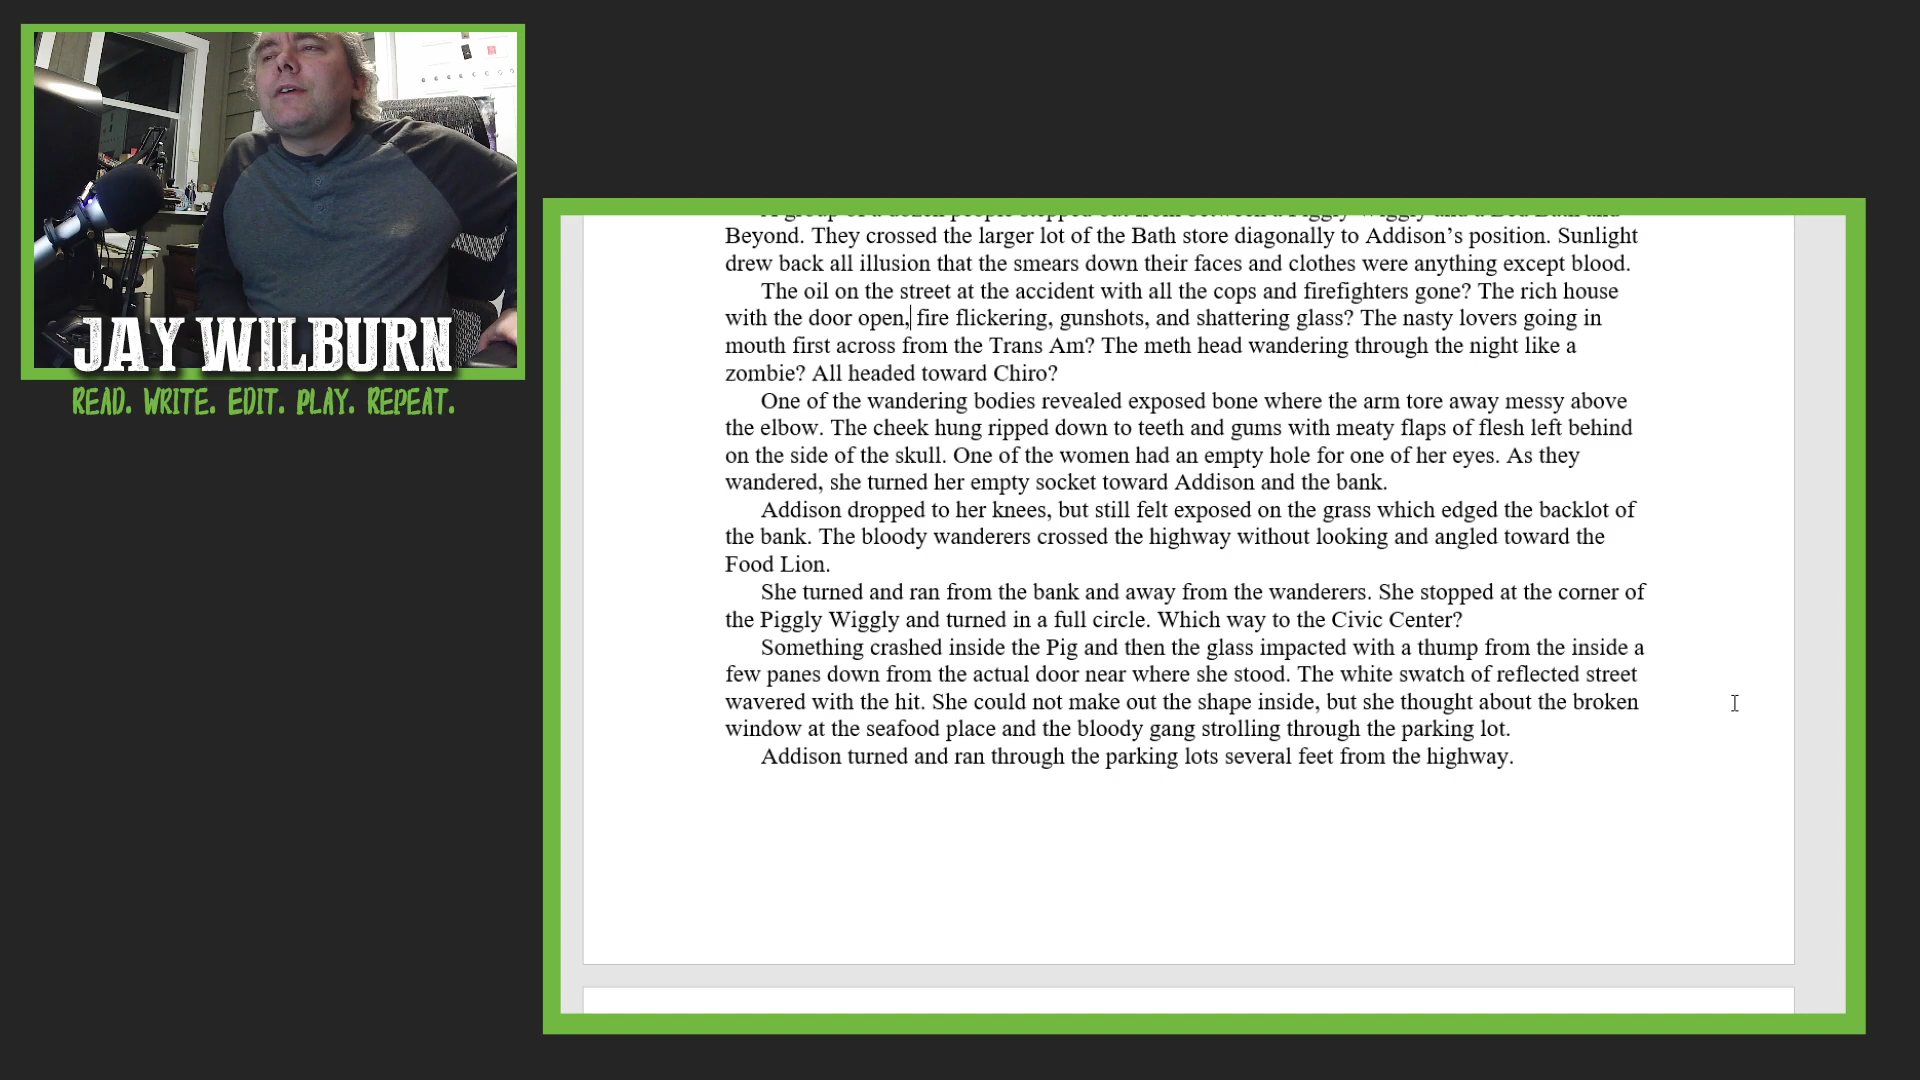 JAY WILBURN
READ. WRITE. EDIT. PLAY. REPEAT.
Beyond. They crossed the larger lot of the Bath store diagonally to Addison’s position. Sunlight
drew back all illusion that the smears down their faces and clothes were anything except blood.
The oil on the street at the accident with all the cops and firefighters gone? The rich house
with the door open, fire flickering, gunshots, and shattering glass? The nasty lovers going in
mouth first across from the Trans Am? The meth head wandering through the night like a
zombie? All headed toward Chiro?
One of the wandering bodies revealed exposed bone where the arm tore away messy above
the elbow. The cheek hung ripped down to teeth and gums with meaty flaps of flesh left behind
on the side of the skull. One of the women had an empty hole for one of her eyes. As they
wandered, she turned her empty socket toward Addison and the bank.
Addison dropped to her knees, but still felt exposed on the grass which edged the backlot of
the bank. The bloody wanderers crossed the highway without looking and angled toward the
Food Lion.
She turned and ran from the bank and away from the wanderers. She stopped at the corner of
the Piggly Wiggly and turned in a full circle. Which way to the Civic Center?
Something crashed inside the Pig and then the glass impacted with a thump from the inside a
few panes down from the actual door near where she stood. The white swatch of reflected street
wavered with the hit. She could not make out the shape inside, but she thought about the broken
window at the seafood place and the bloody gang strolling through the parking lot.
Addison turned and ran through the parking lots several feet from the highway.